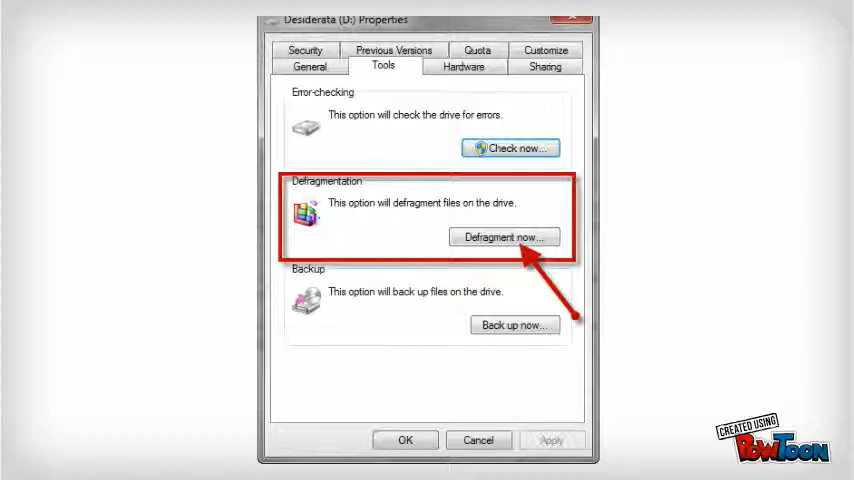 Desiderata (D:) Properties
Security Previous Versions Quota Customize
General Tools Hardware Sharing
Error-checking
This option will check the drive for errors.
Check now...
Defragmentation
This option will defragment files on the drive.
Defragment now...
Backup
This option will back up files on the drive.
Back up now...
OK Cancel Apply
CREATED USING
POWTOON